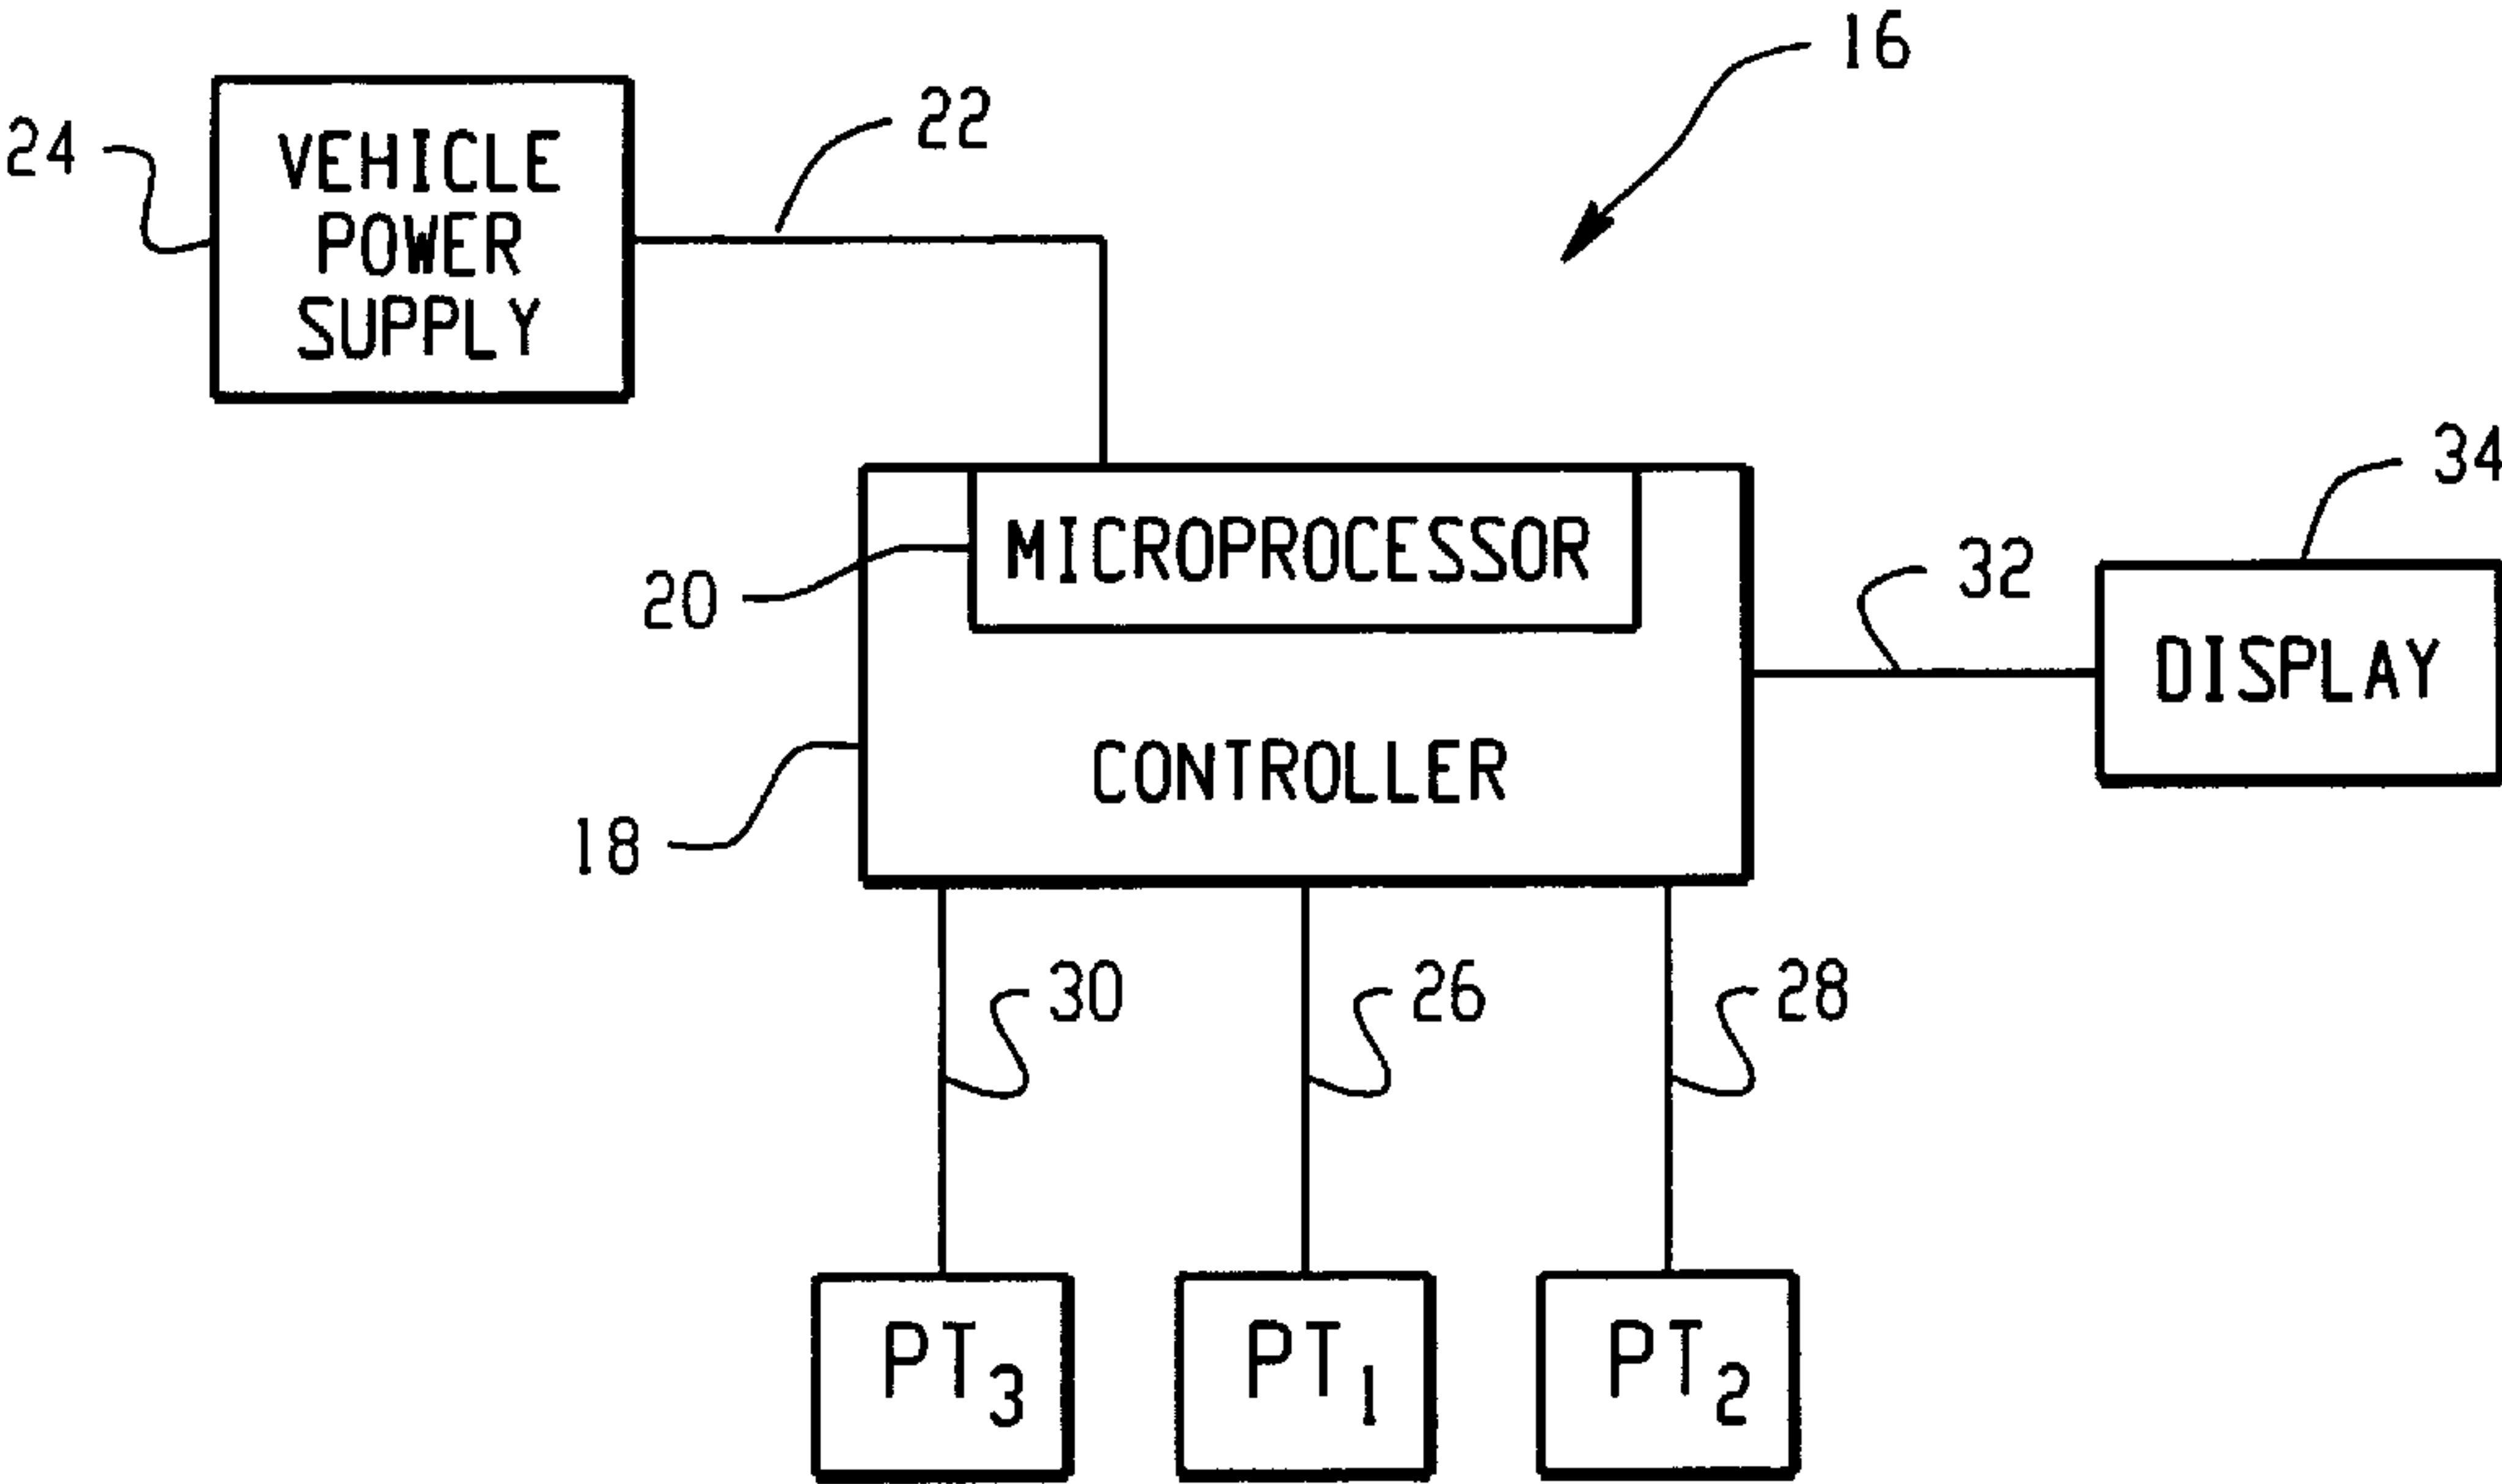 16
22
24
VEHICLE
POWER
SUPPLY
34
MICROPROCESSOR
32
20
DISPLAY
CONTROLLER
18
30
26
28
PT3
PT1
PT2